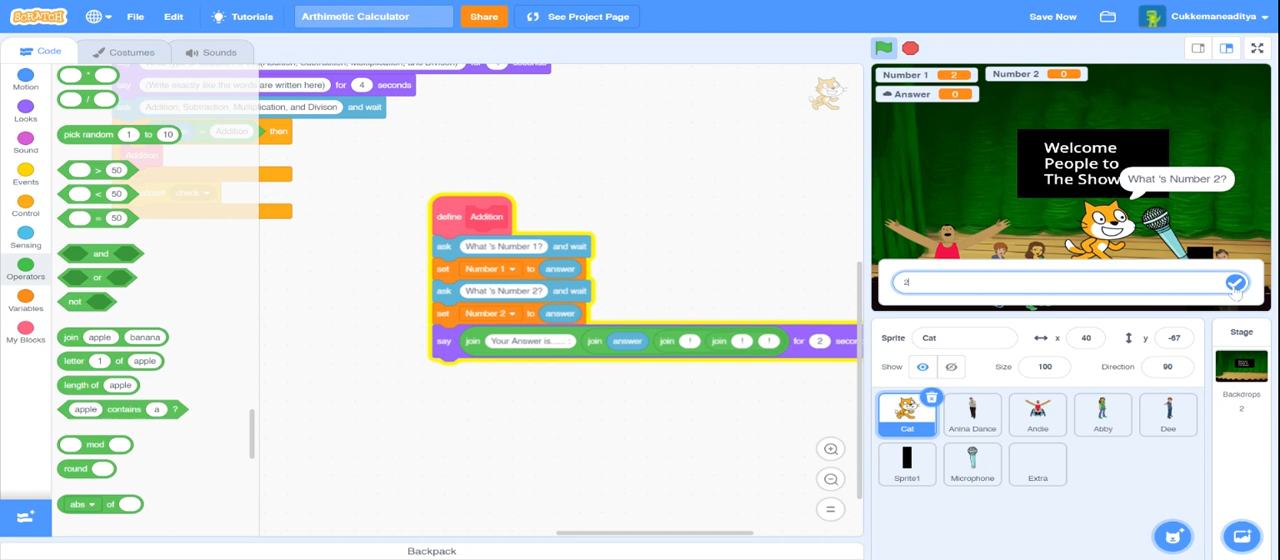 SCRATCH File Edit Tutorials Arthimetic Calculator Share See Project Page Save Now Cukkemaneaditya
Code Costumes Sounds
Motion
Looks
Sound
Events
Control
Sensing
Operators
Variables
My Blocks
*
/
pick random 1 to 10
> 50
< 50
= 50
and
or
not
join apple banana
letter 1 of apple
length of apple
apple contains a ?
mod
round
abs of
(Write exactly like the words are written here) for 4 seconds
Addition, Subtraction, Multiplication, and Divison and wait
= Addition then
Addition
check
define Addition
ask What 's Number 1? and wait
set Number 1 to answer
ask What 's Number 2? and wait
set Number 2 to answer
say join Your Answer is...... : join answer join ! join ! ! for 2 secon
Backpack
Number 1 2 Number 2 0
Answer 0
Welcome
People to
The Show
What 's Number 2?
2
Sprite Cat x 40 y -67
Show Size 100 Direction 90
Cat Anina Dance Andie Abby Dee
Sprite1 Microphone Extra
Stage
Backdrops
2